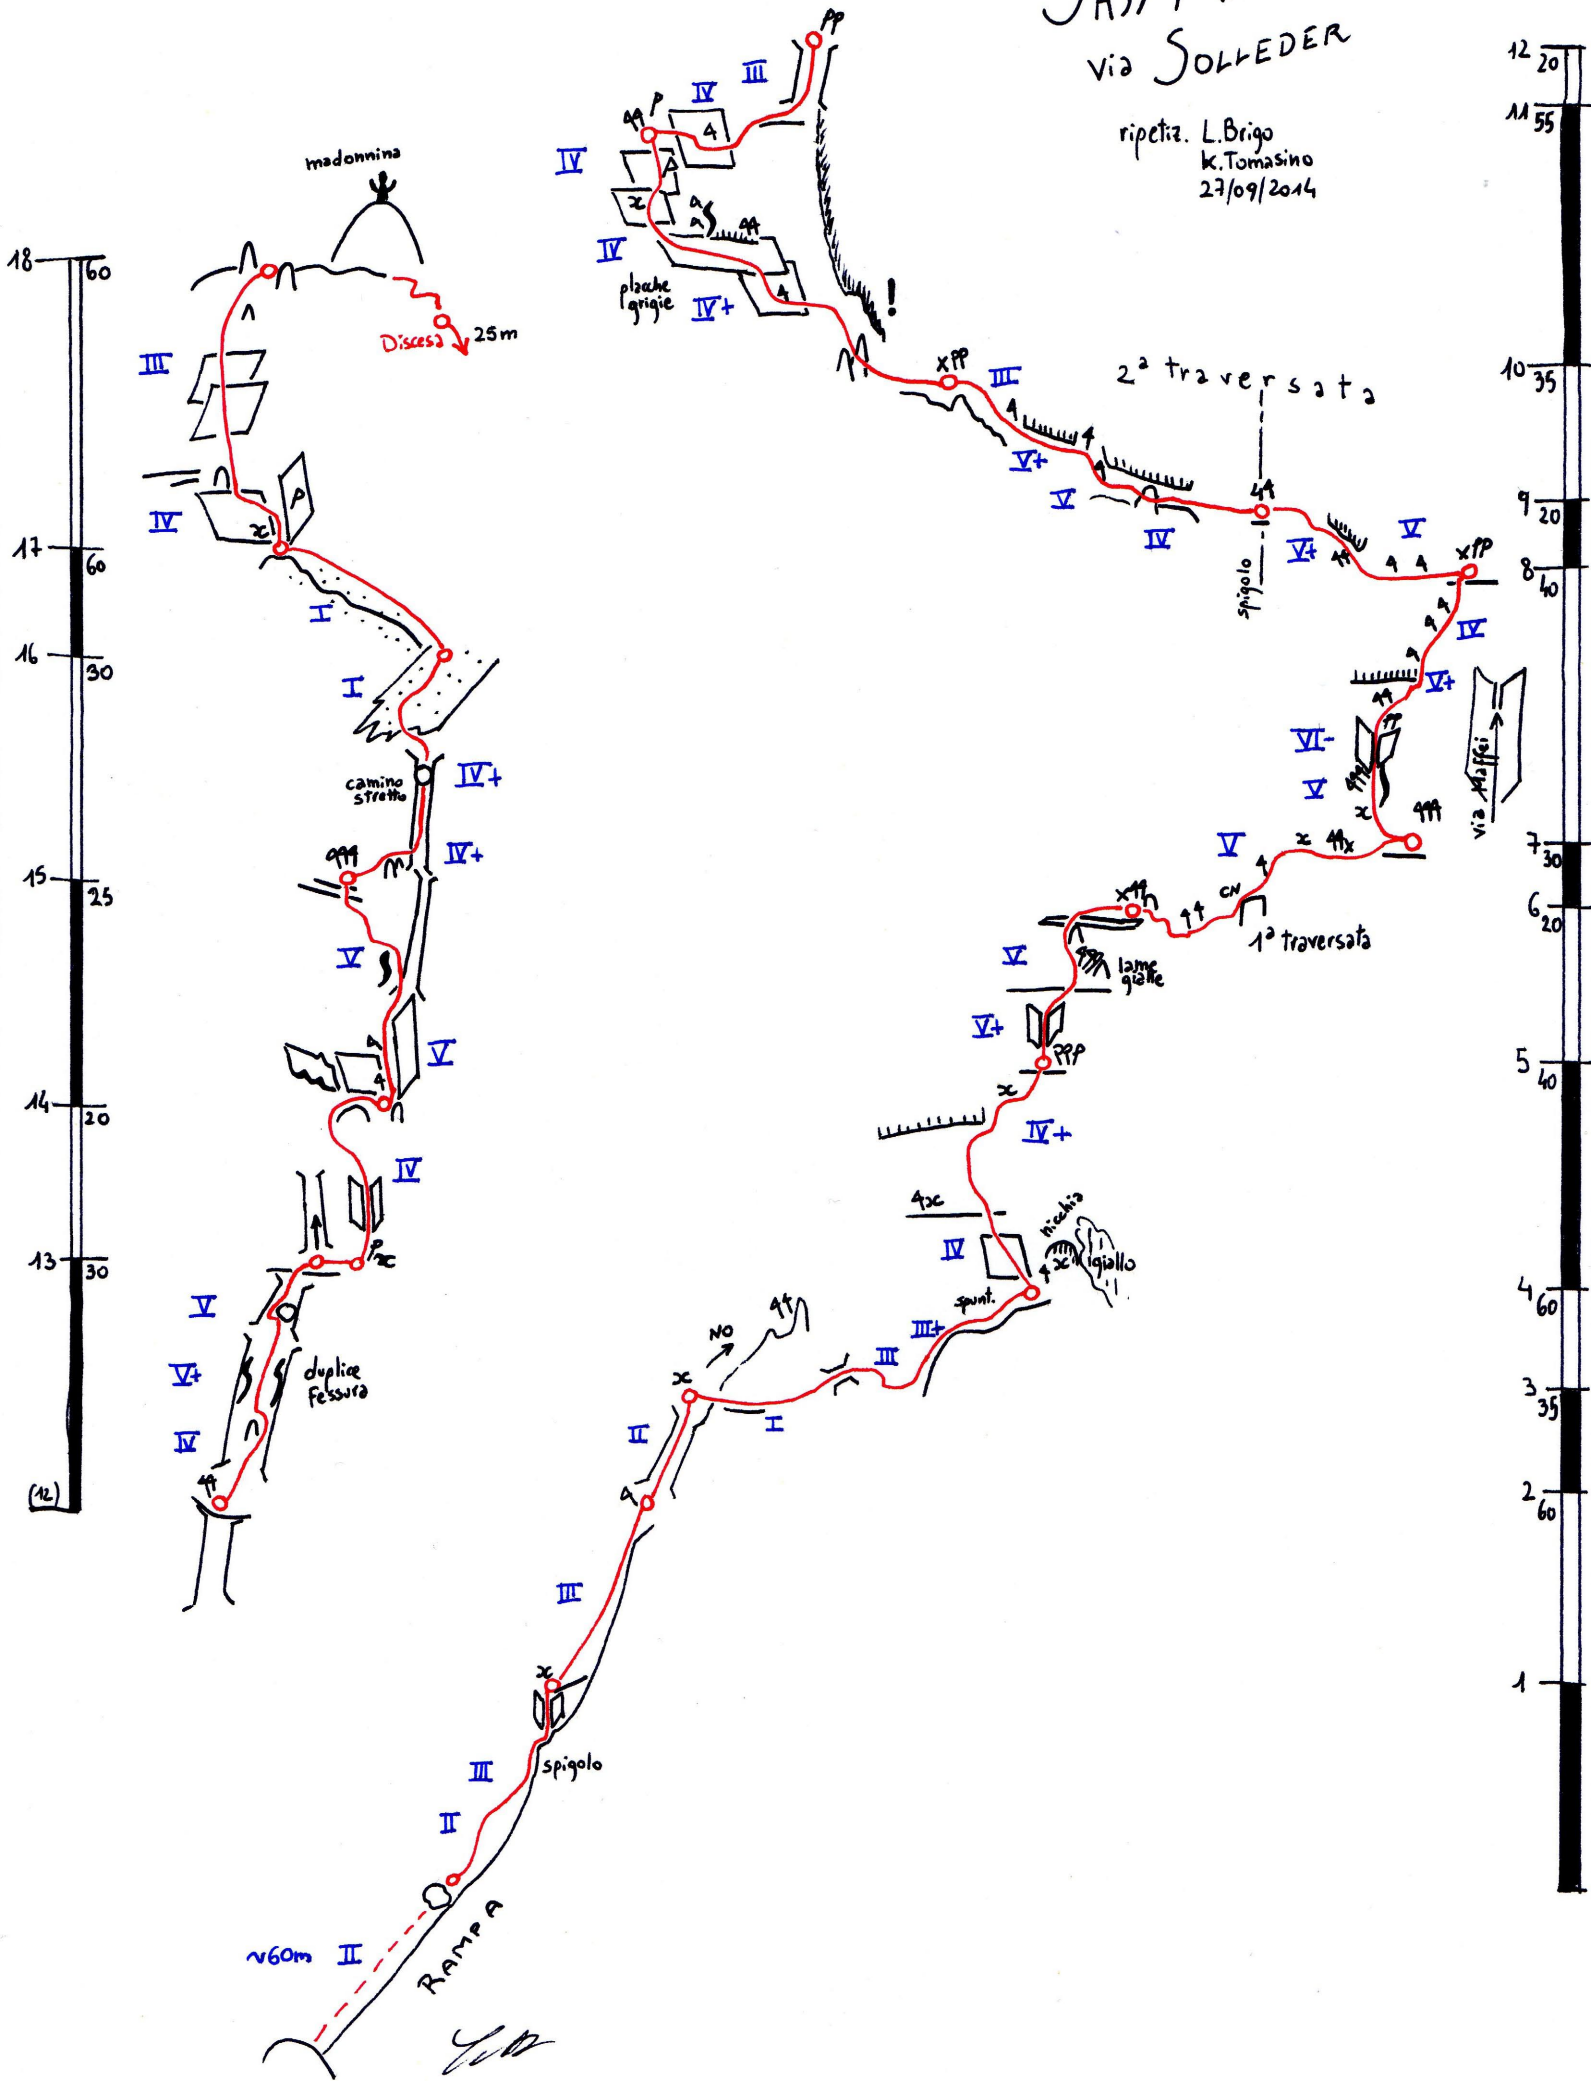 via SOLLEDER
ripetiz. L.Brigo
K.Tomasino
27/09/2014
12
20
11
55
10
35
9
20
8
40
7
30
6
20
5
40
4
60
3
35
2
60
1
PP
III
IV
P
IV
x
IV
placche
grigie
IV+
!
xPP
III
2ª traversata
V+
V
IV
spigolo
V+
V
xPP
IV
V+
VI-
PP
V
x
via Maffei
V
x
CN
1ª traversata
V
lame
gialle
V+
x
IV+
nicchia
IV
giallo
spunt.
III+
III
NO
x
I
II
III
x
spigolo
III
II
RAMPA
~60m II
madonnina
18
60
Discesa
25m
III
IV
P
x
17
60
I
16
30
I
camino
stretto
IV+
IV+
15
25
V
V
14
20
IV
13
30
V
V+
duplice
fessura
IV
(12)